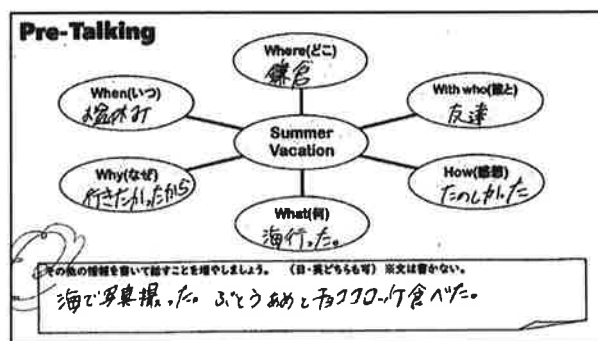 Pre-Talking
Where(どこ)
鎌倉
When(いつ)
お盆休み
With who(誰と)
友達
Summer
Vacation
Why(なぜ)
行きたかったから
How(感想)
たのしかった
What(何)
海行った。
その他の情報を書いて話すことを増やしましょう。 (日・英どちらも可) ※文は書かない。
海で写真撮った。ぶどうあめとチョココロッケ食べた。